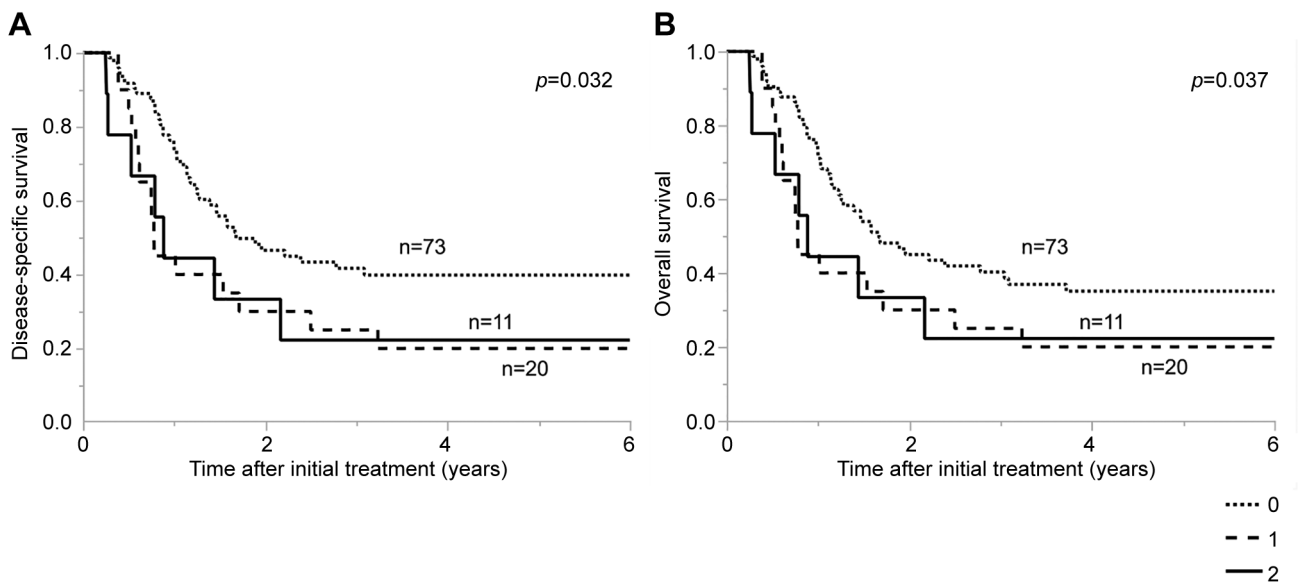 A
Disease-specific survival
1.0
0.8
0.6
0.4
0.2
0.0
p=0.032
n=73
n=11
n=20
0 2 4 6
Time after initial treatment (years)
B
Overall survival
1.0
0.8
0.6
0.4
0.2
0.0
p=0.037
n=73
n=11
n=20
0 2 4 6
Time after initial treatment (years)
0
1
2